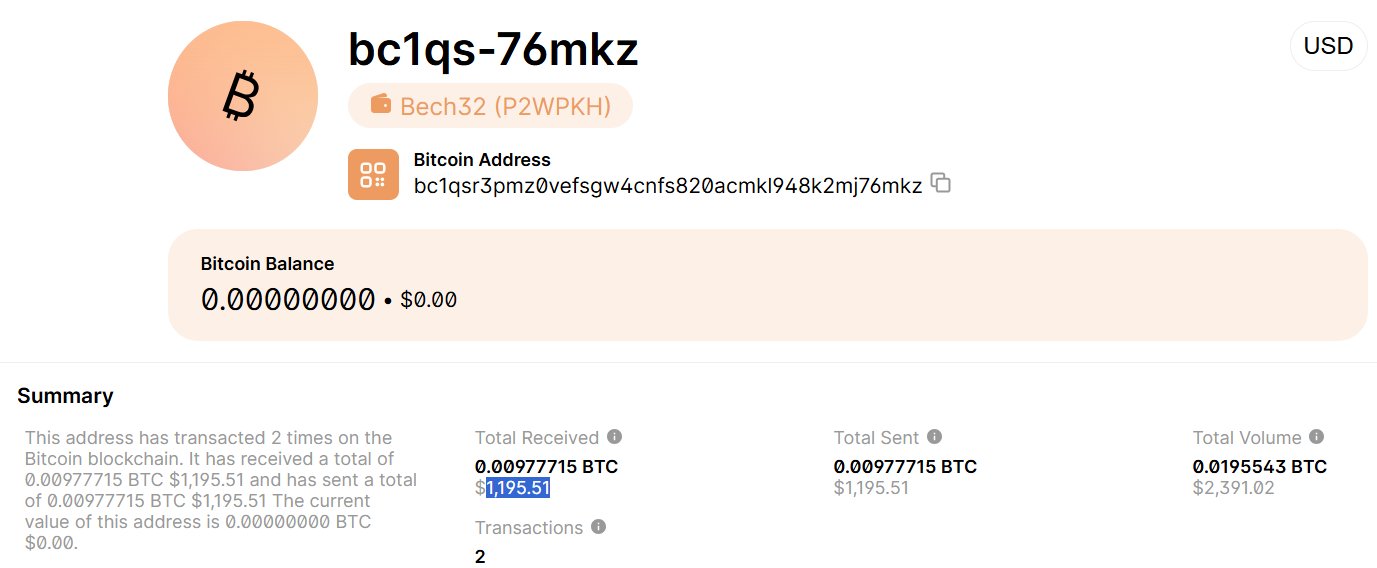 bc1qs-76mkz
USD
Bech32 (P2WPKH)
Bitcoin Address
bc1qsr3pmz0vefsgw4cnfs820acmkl948k2mj76mkz
Bitcoin Balance
0.00000000 • $0.00
Summary
This address has transacted 2 times on the
Bitcoin blockchain. It has received a total of
0.00977715 BTC $1,195.51 and has sent a total
of 0.00977715 BTC $1,195.51 The current
value of this address is 0.00000000 BTC
$0.00.
Total Received
0.00977715 BTC
$1,195.51
Total Sent
0.00977715 BTC
$1,195.51
Total Volume
0.0195543 BTC
$2,391.02
Transactions
2